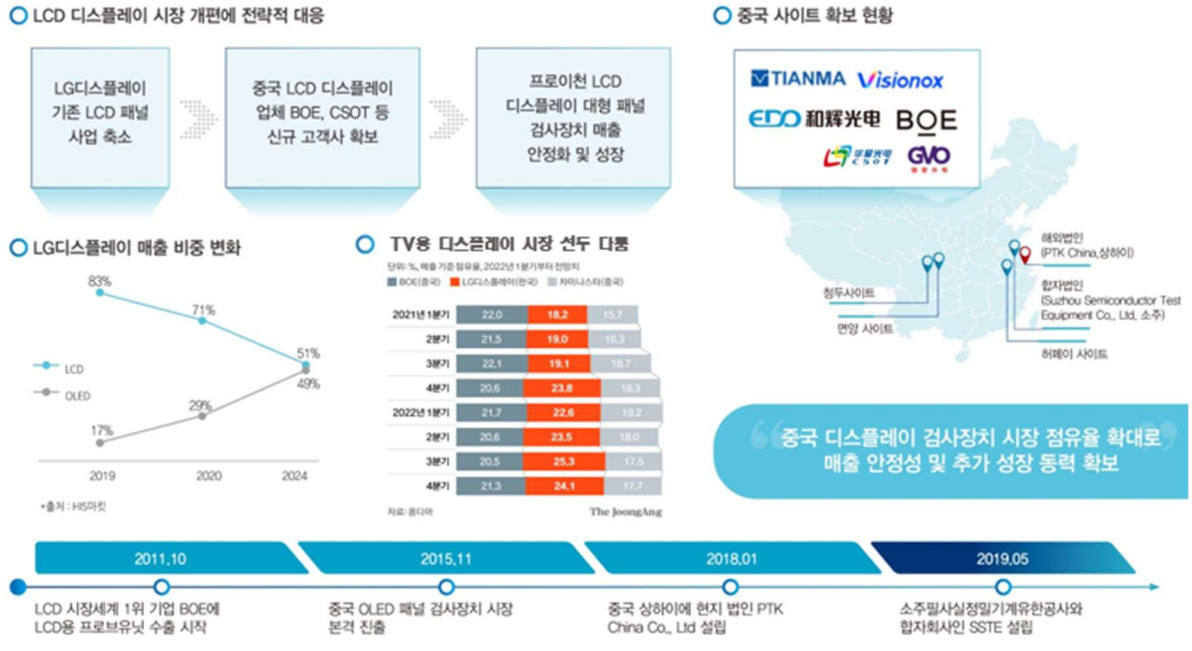 LCD 디스플레이 시장 개편에 전략적 대응
LG디스플레이
기존 LCD 패널
사업 축소
중국 LCD 디스플레이
업체 BOE, CSOT 등
신규 고객사 확보
프로이천 LCD
디스플레이 대형 패널
검사장치 매출
안정화 및 성장
중국 사이트 확보 현황
TIANMA Visionox
EDO 和辉光电 BOE
华星光电
CSOT
GVO
해외법인
(PTK China,상하이)
합자법인
(Suzhou Semiconductor Test
Equipment Co., Ltd, 소주)
허페이 사이트
청두사이트
면양 사이트
LG디스플레이 매출 비중 변화
83%
71%
51%
49%
29%
17%
LCD
OLED
2019 2020 2024
*출처 : HIS마킷
TV용 디스플레이 시장 선두 다툼
단위: %, 매출 기준 점유율, 2022년 1분기부터 전망치
BOE(중국) LG디스플레이(한국) 차이나스타(중국)
2021년 1분기 22.0 18.2 15.7
2분기 21.5 19.0 16.3
3분기 22.1 19.1 18.7
4분기 20.6 23.8 18.3
2022년 1분기 21.7 22.6 19.2
2분기 20.6 23.5 18.0
3분기 20.5 25.3 17.5
4분기 21.3 24.1 17.7
자료: 옴디아 The JoongAng
중국 디스플레이 검사장치 시장 점유율 확대로
매출 안정성 및 추가 성장 동력 확보
2011.10
LCD 시장세계 1위 기업 BOE에
LCD용 프로브유닛 수출 시작
2015.11
중국 OLED 패널 검사장치 시장
본격 진출
2018.01
중국 상하이에 현지 법인 PTK
China Co., Ltd 설립
2019.05
소주필사실정밀기계유한공사와
합자회사인 SSTE 설립